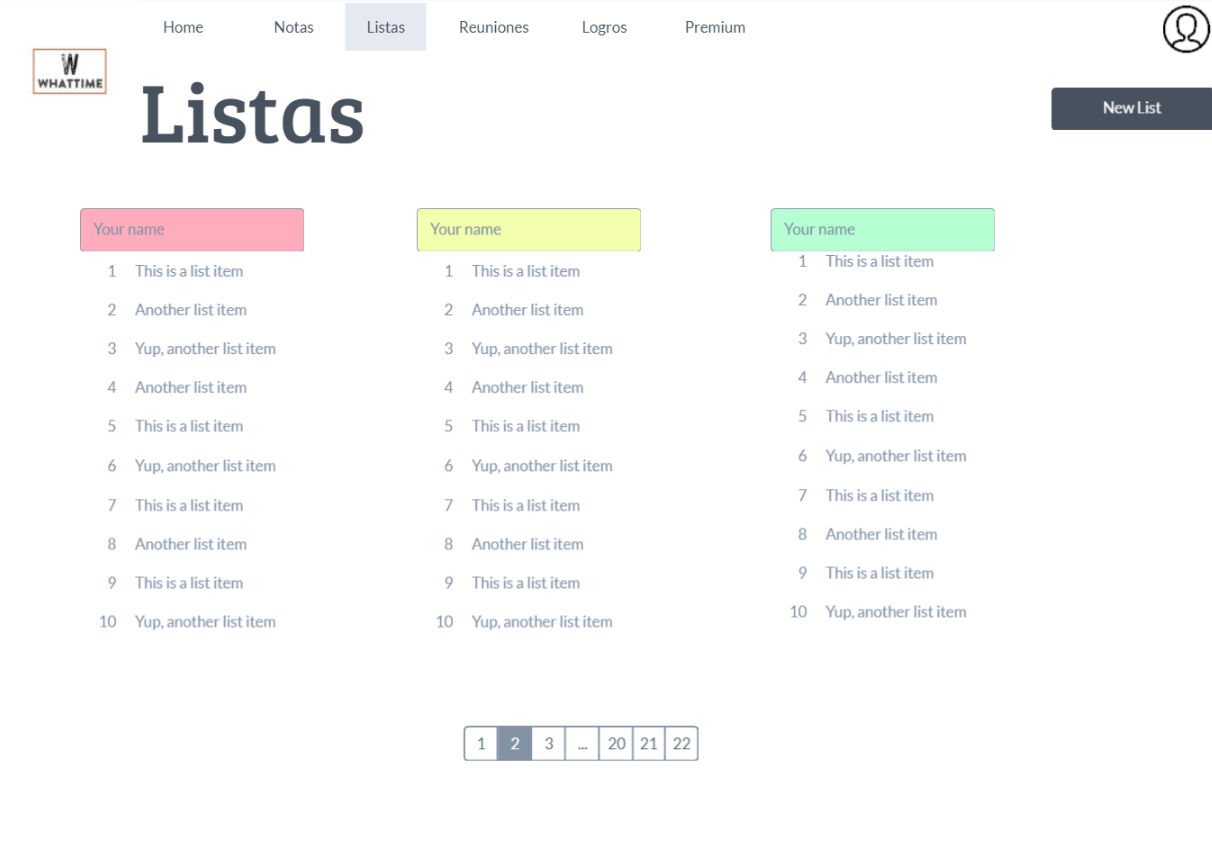 Home Notas Listas Reuniones Logros Premium
W
WHATTIME
Listas
New List
Your name
1 This is a list item
2 Another list item
3 Yup, another list item
4 Another list item
5 This is a list item
6 Yup, another list item
7 This is a list item
8 Another list item
9 This is a list item
10 Yup, another list item
Your name
1 This is a list item
2 Another list item
3 Yup, another list item
4 Another list item
5 This is a list item
6 Yup, another list item
7 This is a list item
8 Another list item
9 This is a list item
10 Yup, another list item
Your name
1 This is a list item
2 Another list item
3 Yup, another list item
4 Another list item
5 This is a list item
6 Yup, another list item
7 This is a list item
8 Another list item
9 This is a list item
10 Yup, another list item
1 2 3 ... 20 21 22